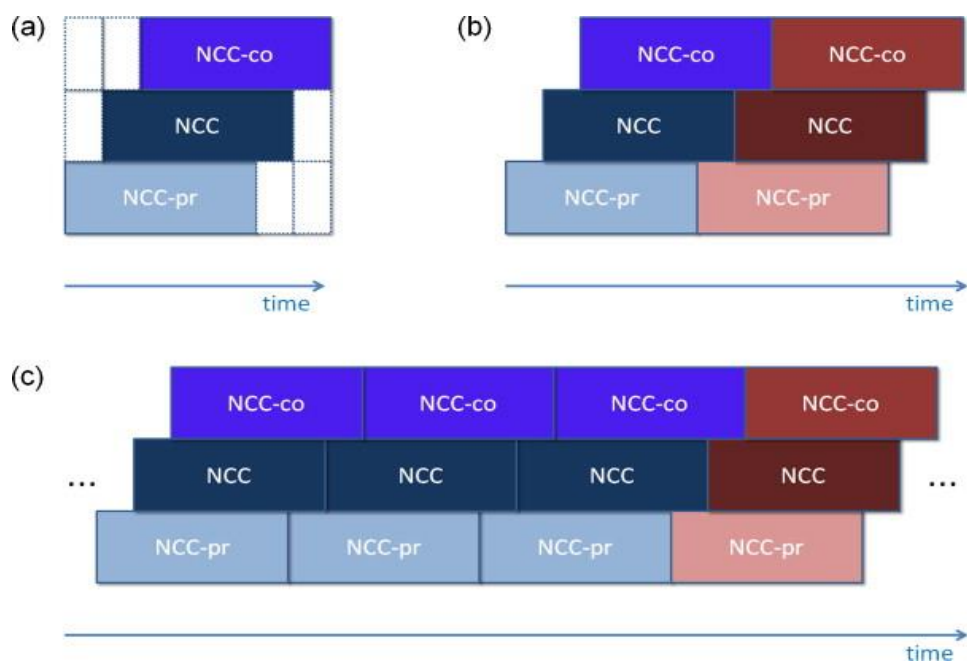 (a)
NCC-co
NCC
NCC-pr
time
(b)
NCC-co NCC-co
NCC NCC
NCC-pr NCC-pr
time
(c)
NCC-co NCC-co NCC-co NCC-co
... NCC NCC NCC NCC ...
NCC-pr NCC-pr NCC-pr NCC-pr
time